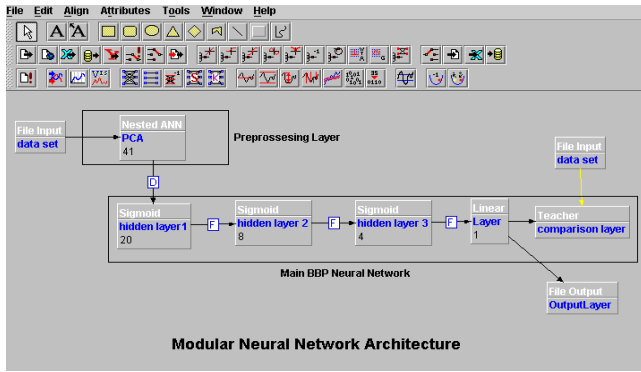 File Edit Align Attributes Tools Window Help
A A
VIS
Nested ANN
PCA
41
Preprossesing Layer
File Input
data set
File Input
data set
D
Sigmoid
hidden layer1
20
F
Sigmoid
hidden layer 2
8
F
Sigmoid
hidden layer 3
4
F
Linear
Layer
1
Teacher
comparison layer
Main BBP Neural Network
File Output
OutputLayer
Modular Neural Network Architecture